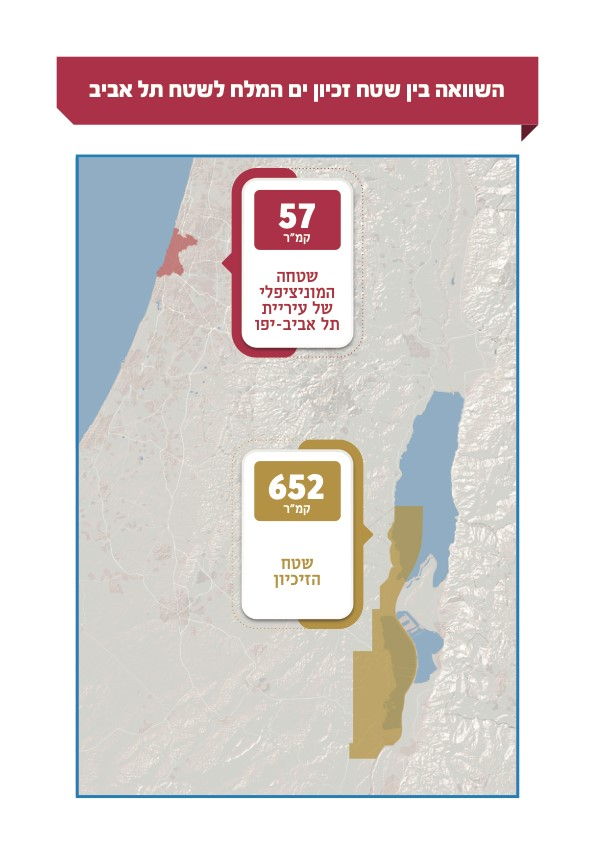 השוואה בין שטח זכיון ים המלח לשטח תל אביב
57
קמ"ר
שטחה
המוניציפלי
של עיריית
תל אביב-יפו
652
קמ"ר
שטח
הזיכיון